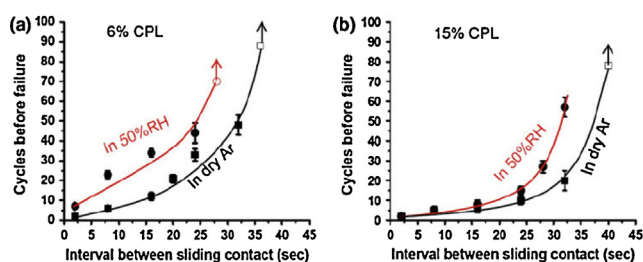 (a)
6% CPL
Cycles before failure
100
90
80
70
60
50
40
30
20
10
0
In 50%RH
In dry Ar
0 5 10 15 20 25 30 35 40 45
Interval between sliding contact (sec)
(b)
15% CPL
Cycles before failure
100
90
80
70
60
50
40
30
20
10
0
In 50%RH
In dry Ar
0 5 10 15 20 25 30 35 40 45
Interval between sliding contact (sec)